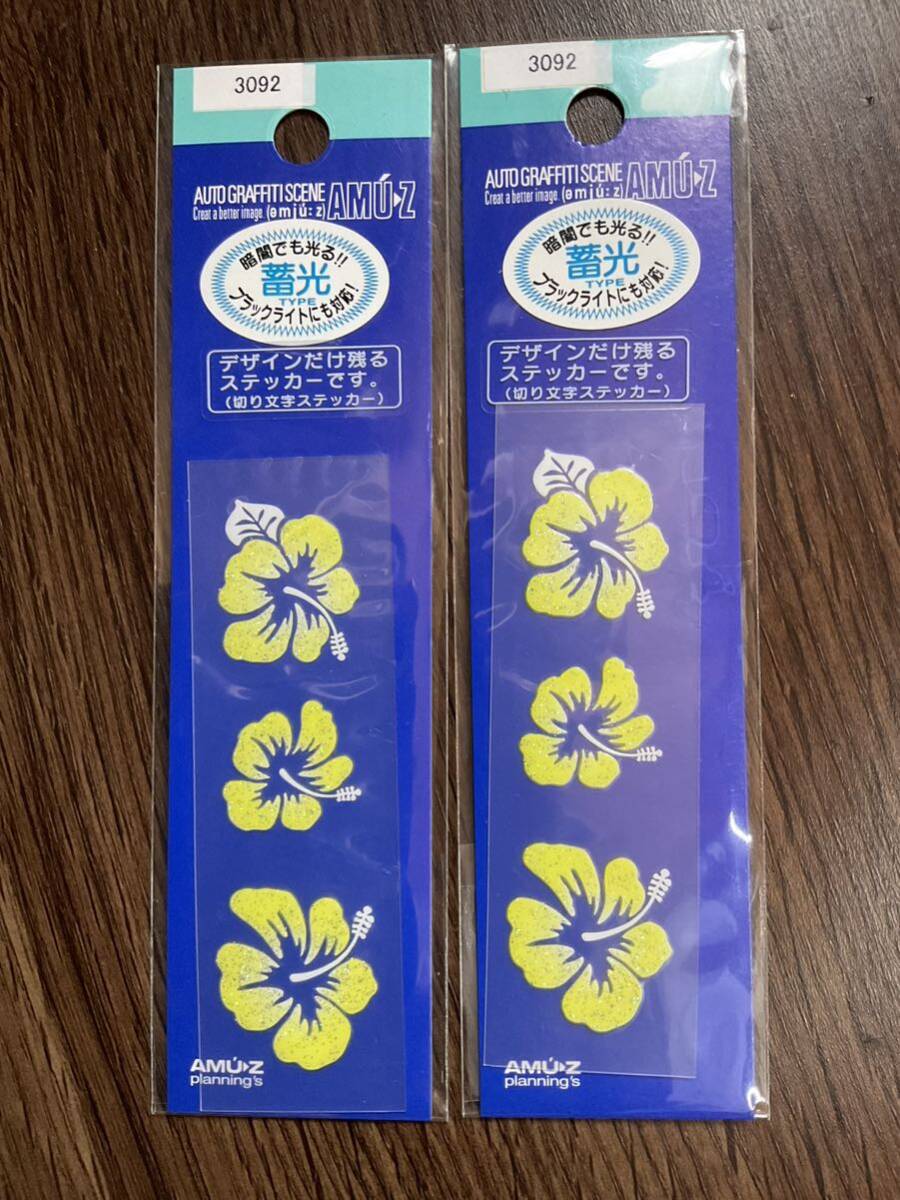 3092
AUTO GRAFFITI SCENE
Creat a better image. (əmjú:z) AMÚ-Z
暗闇でも光る!!
蓄光
TYPE
ブラックライトにも対応!
デザインだけ残る
ステッカーです。
(切り文字ステッカー)
AMÚ-Z
planning's
3092
AUTO GRAFFITI SCENE
Creat a better image. (əmjú:z) AMÚ-Z
暗闇でも光る!!
蓄光
TYPE
ブラックライトにも対応!
デザインだけ残る
ステッカーです。
(切り文字ステッカー)
AMÚ-Z
planning's